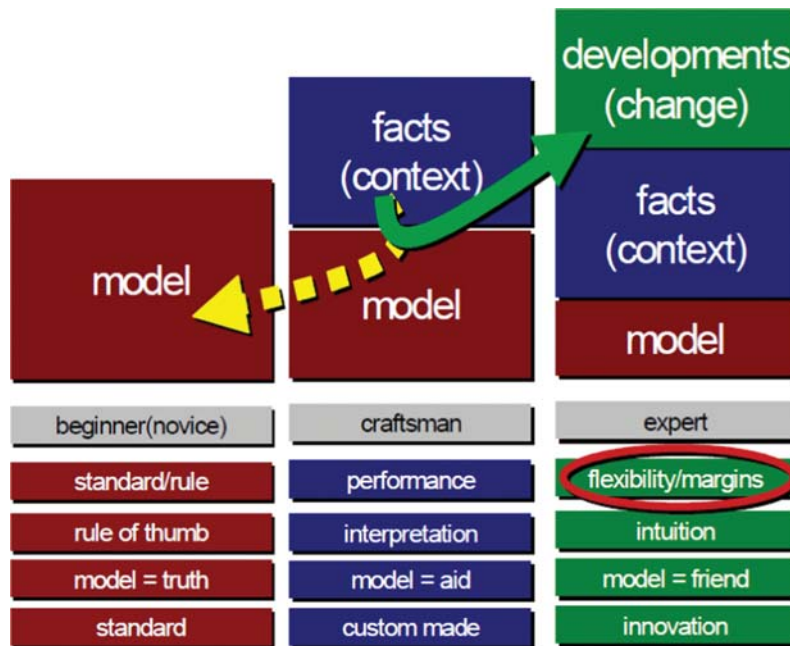 model
facts
(context)
model
developments
(change)
facts
(context)
model
beginner(novice)
craftsman
expert
standard/rule
performance
flexibility/margins
rule of thumb
interpretation
intuition
model = truth
model = aid
model = friend
standard
custom made
innovation